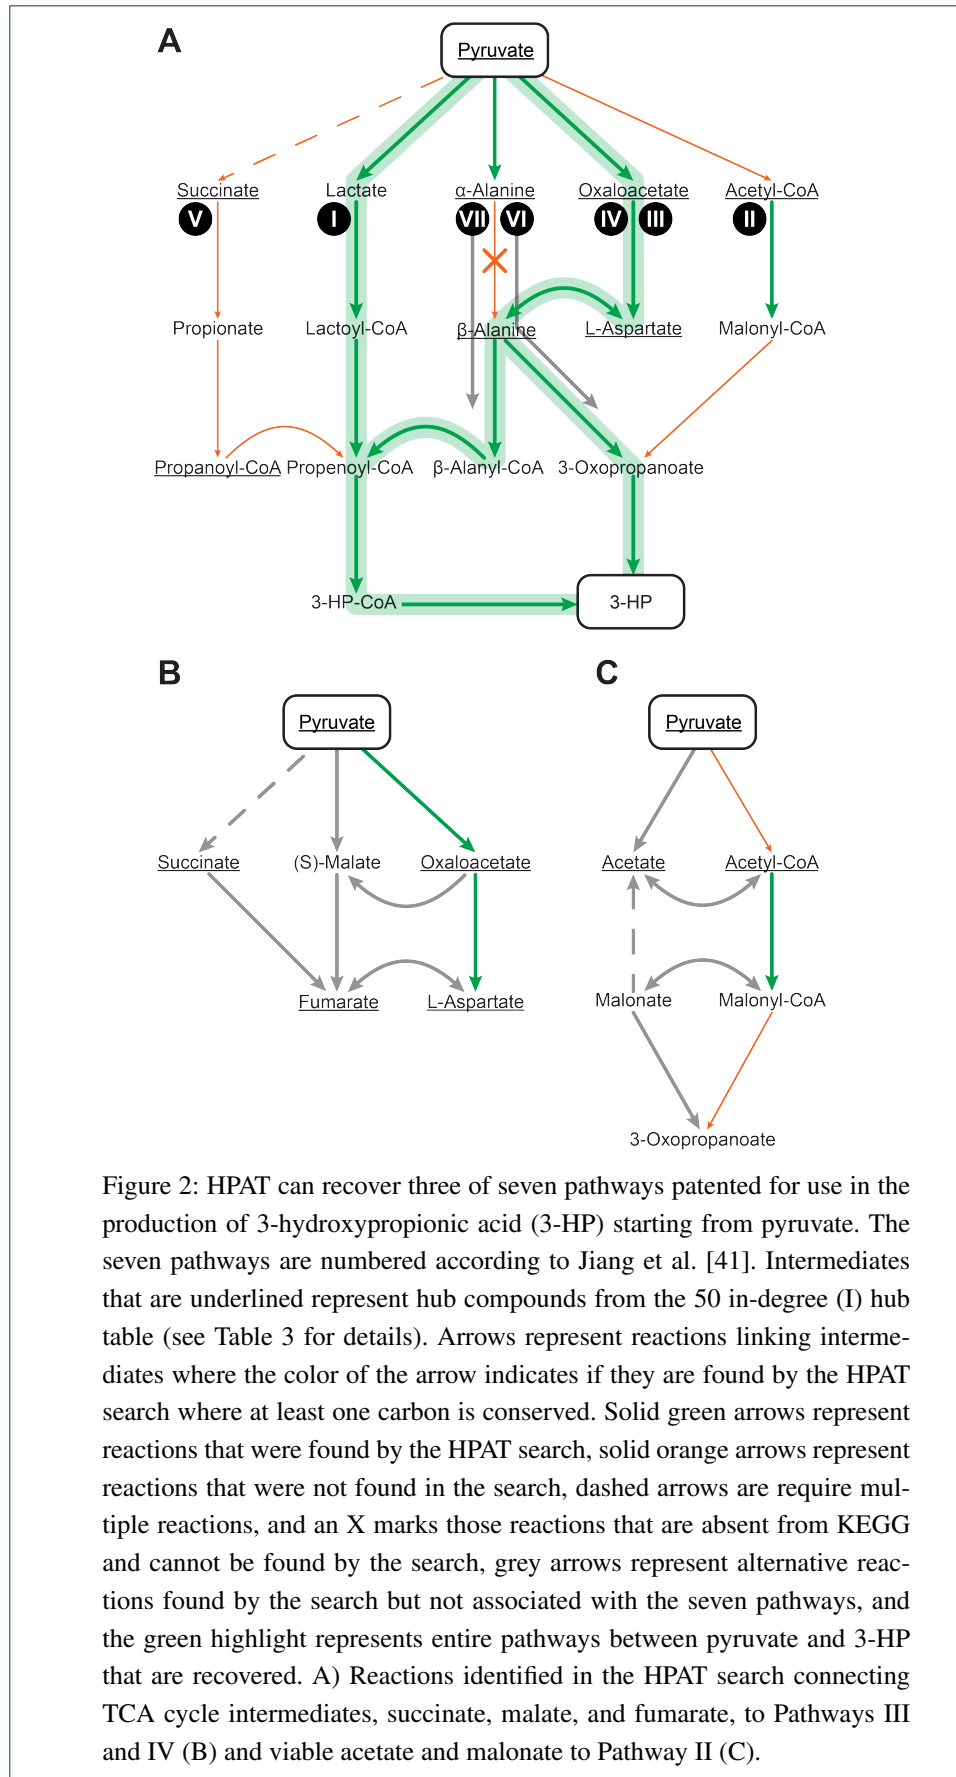 A
Pyruvate
Succinate Lactate α-Alanine Oxaloacetate Acetyl-CoA
V I VII VI IV III II
Propionate Lactoyl-CoA β-Alanine L-Aspartate Malonyl-CoA
Propanoyl-CoA Propenoyl-CoA β-Alanyl-CoA 3-Oxopropanoate
3-HP-CoA 3-HP
B
Pyruvate
Succinate (S)-Malate Oxaloacetate
Fumarate L-Aspartate
C
Pyruvate
Acetate Acetyl-CoA
Malonate Malonyl-CoA
3-Oxopropanoate
Figure 2: HPAT can recover three of seven pathways patented for use in the
production of 3-hydroxypropionic acid (3-HP) starting from pyruvate. The
seven pathways are numbered according to Jiang et al. [41]. Intermediates
that are underlined represent hub compounds from the 50 in-degree (I) hub
table (see Table 3 for details). Arrows represent reactions linking interme-
diates where the color of the arrow indicates if they are found by the HPAT
search where at least one carbon is conserved. Solid green arrows represent
reactions that were found by the HPAT search, solid orange arrows represent
reactions that were not found in the search, dashed arrows are require mul-
tiple reactions, and an X marks those reactions that are absent from KEGG
and cannot be found by the search, grey arrows represent alternative reac-
tions found by the search but not associated with the seven pathways, and
the green highlight represents entire pathways between pyruvate and 3-HP
that are recovered. A) Reactions identified in the HPAT search connecting
TCA cycle intermediates, succinate, malate, and fumarate, to Pathways III
and IV (B) and viable acetate and malonate to Pathway II (C).